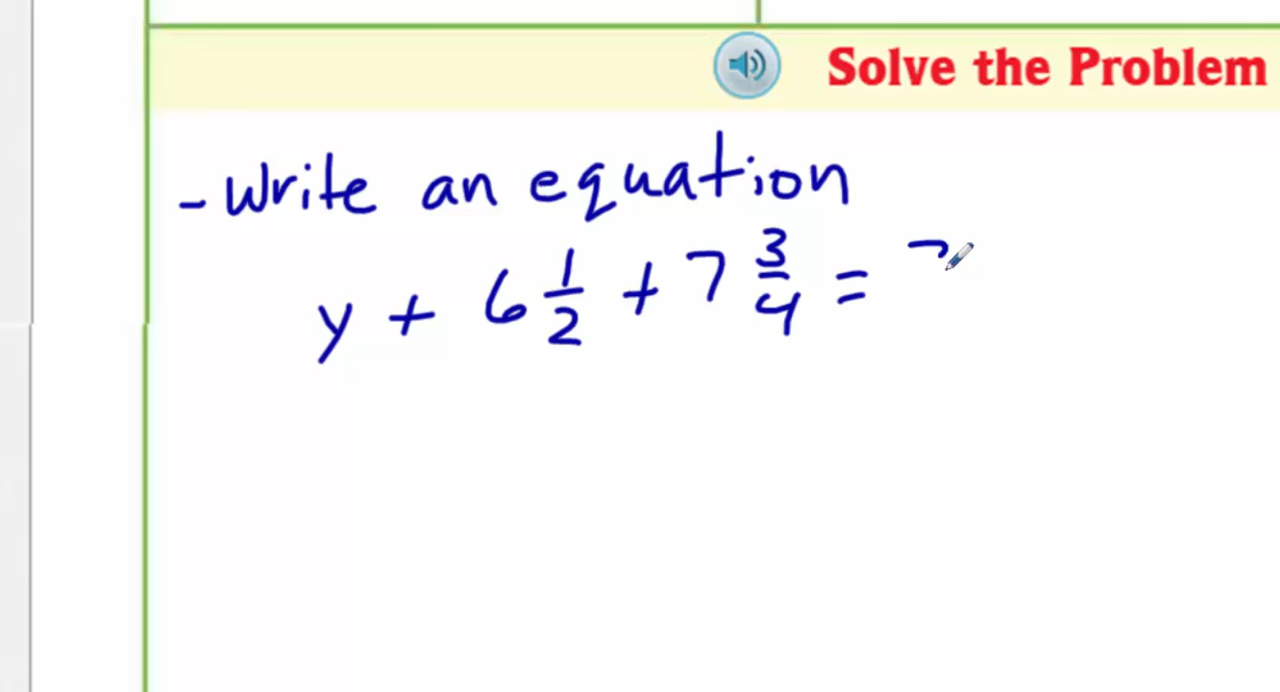 Solve the Problem
- Write an equation
y + 6 1/2 + 7 3/4 =